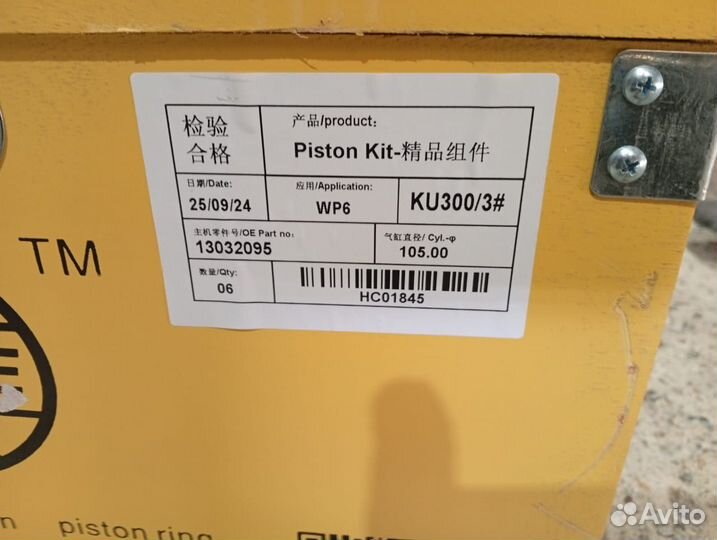 检验
合格
产品/product:
Piston Kit-精品组件
日期/Date:
25/09/24
应用/Application:
WP6
KU300/3#
主机零件号/OE Part no:
13032095
气缸直径/ Cyl.-φ
105.00
数量/Qty:
06
HC01845
TM
piston ring
Avito